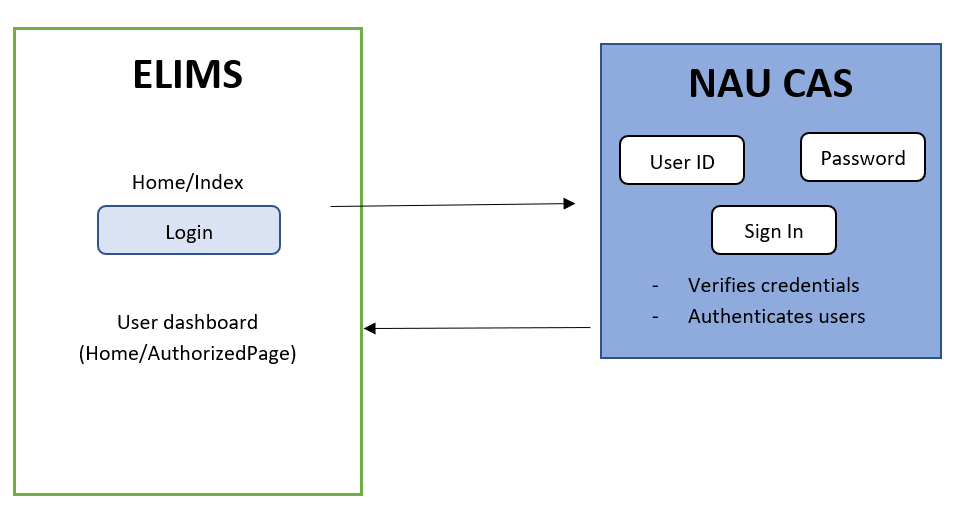 ELIMS
Home/Index
Login
User dashboard
(Home/AuthorizedPage)
NAU CAS
User ID
Password
Sign In
- Verifies credentials
- Authenticates users